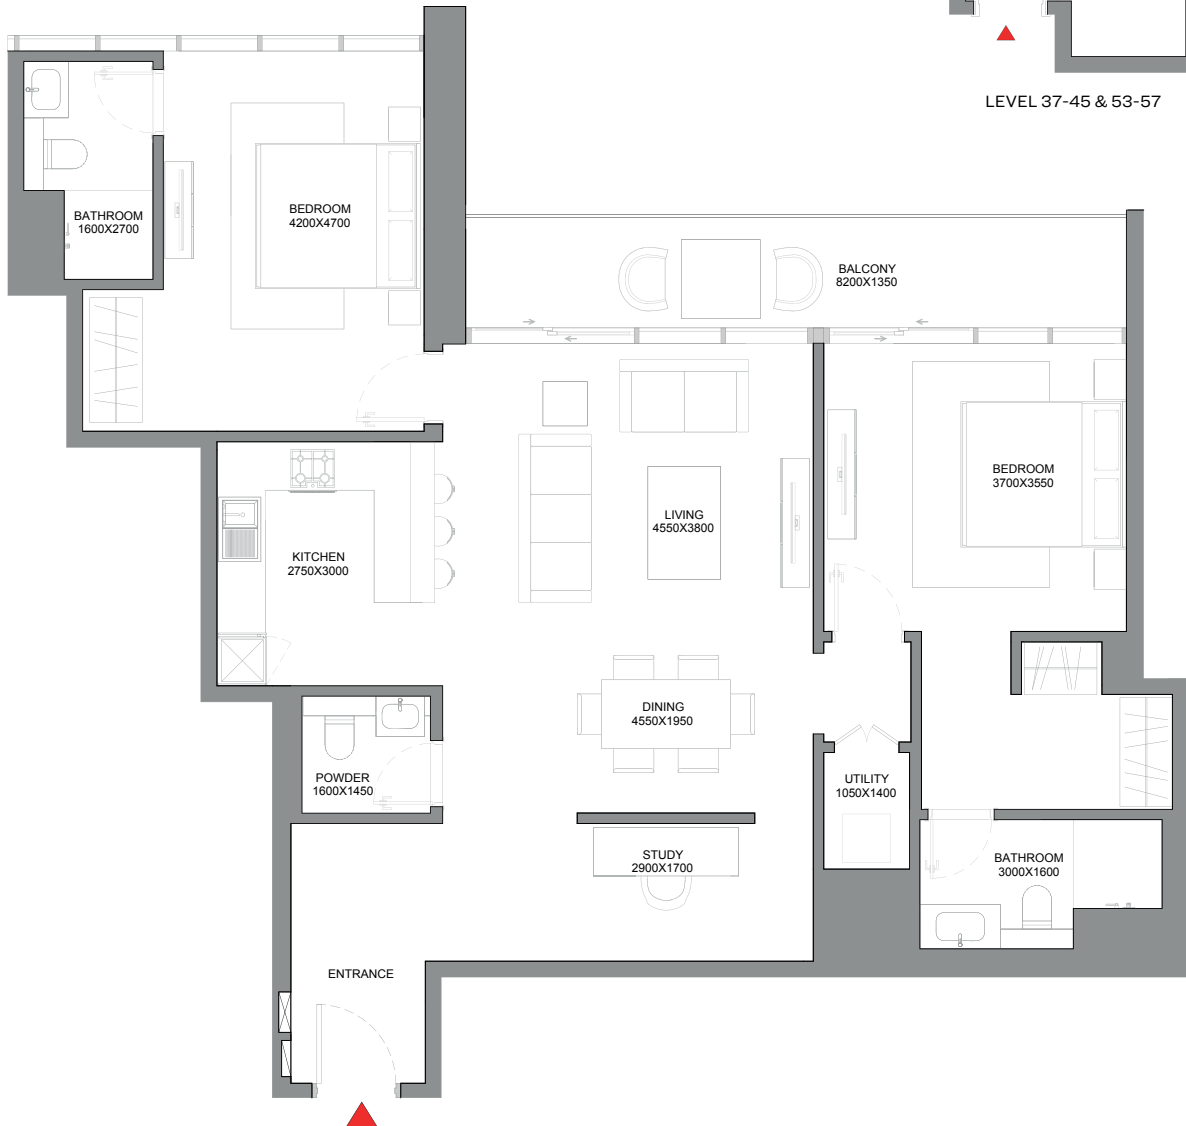 LEVEL 37-45 & 53-57
BATHROOM
1600X2700
BEDROOM
4200X4700
BALCONY
8200X1350
BEDROOM
3700X3550
LIVING
4550X3800
KITCHEN
2750X3000
DINING
4550X1950
POWDER
1600X1450
UTILITY
1050X1400
STUDY
2900X1700
BATHROOM
3000X1600
ENTRANCE